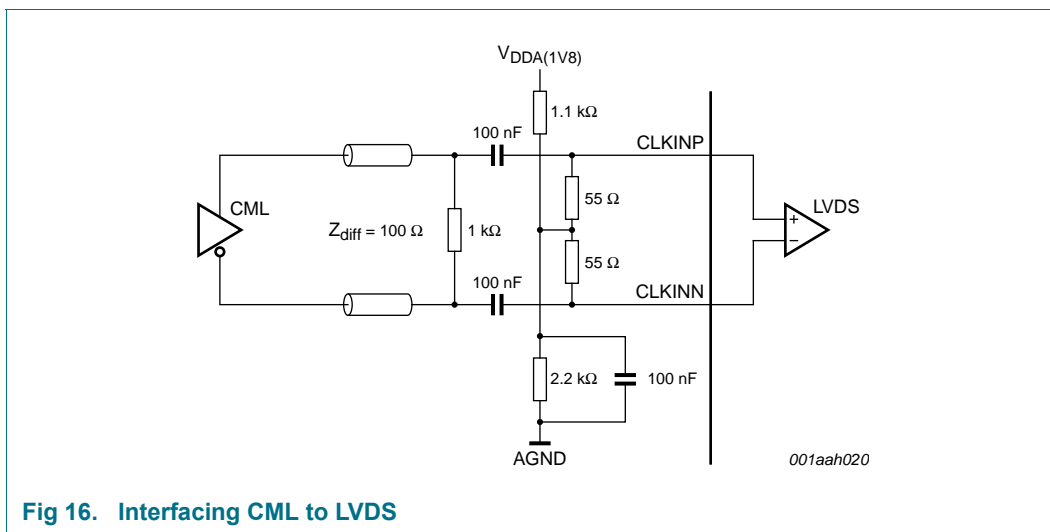 VDDA(1V8)
1.1 kΩ
100 nF
CLKINP
CML
Zdiff = 100 Ω
1 kΩ
55 Ω
LVDS
+
−
55 Ω
100 nF
CLKINN
2.2 kΩ
100 nF
AGND
001aah020
Fig 16. Interfacing CML to LVDS